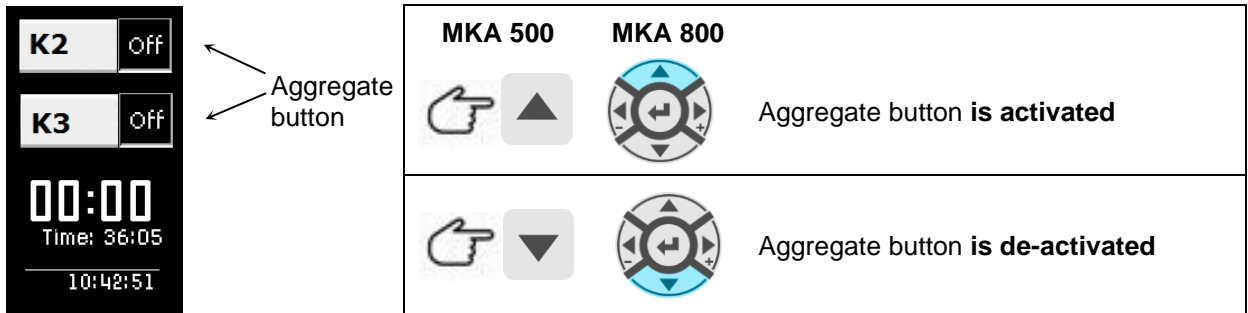 K2 Off
K3 Off
00:00
Time: 36:05
10:42:51
Aggregate
button
MKA 500 MKA 800
- +
Aggregate button is activated
- +
Aggregate button is de-activated